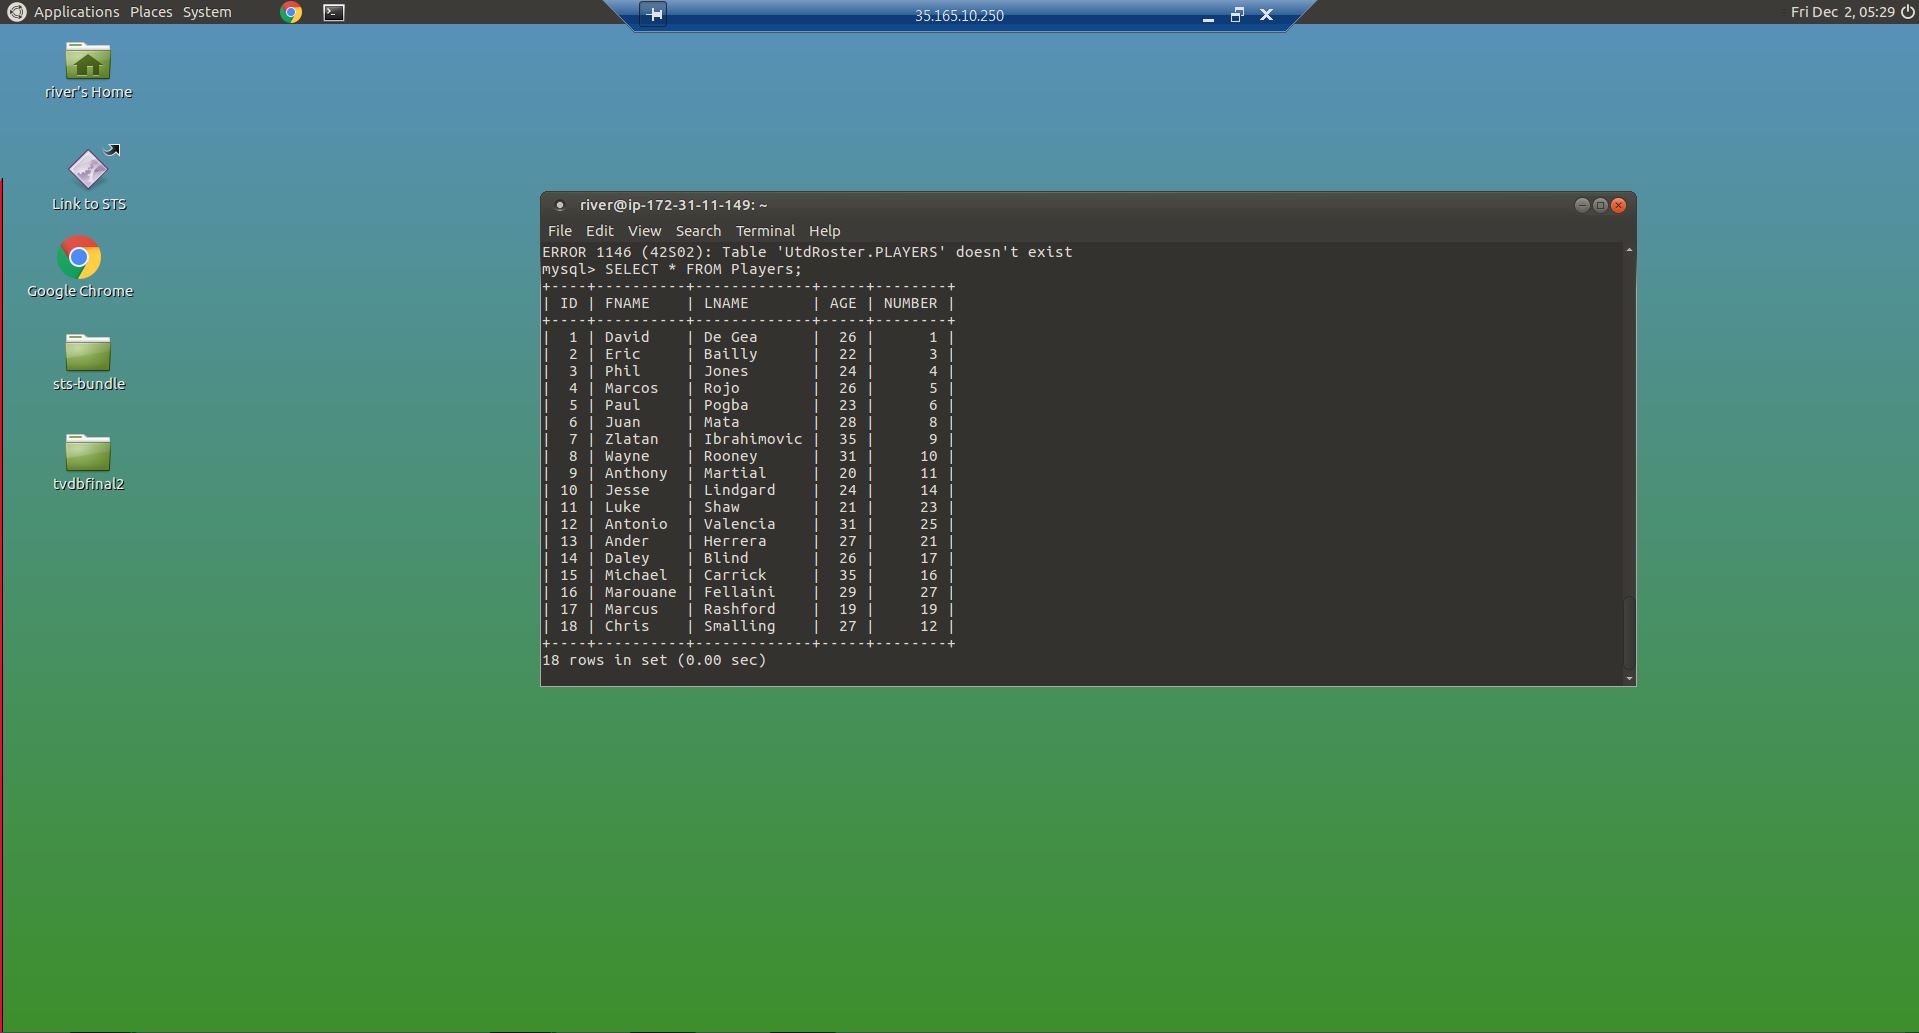 Applications Places System
35.165.10.250
Fri Dec 2, 05:29
river's Home
Link to STS
Google Chrome
sts-bundle
tvdbfinal2
river@ip-172-31-11-149: ~
File Edit View Search Terminal Help
ERROR 1146 (42S02): Table 'UtdRoster.PLAYERS' doesn't exist
mysql> SELECT * FROM Players;
+----+----------+-------------+-----+--------+
| ID | FNAME    | LNAME       | AGE | NUMBER |
+----+----------+-------------+-----+--------+
|  1 | David    | De Gea      |  26 |      1 |
|  2 | Eric     | Bailly      |  22 |      3 |
|  3 | Phil     | Jones       |  24 |      4 |
|  4 | Marcos   | Rojo        |  26 |      5 |
|  5 | Paul     | Pogba       |  23 |      6 |
|  6 | Juan     | Mata        |  28 |      8 |
|  7 | Zlatan   | Ibrahimovic |  35 |      9 |
|  8 | Wayne    | Rooney      |  31 |     10 |
|  9 | Anthony  | Martial     |  20 |     11 |
| 10 | Jesse    | Lindgard    |  24 |     14 |
| 11 | Luke     | Shaw        |  21 |     23 |
| 12 | Antonio  | Valencia    |  31 |     25 |
| 13 | Ander    | Herrera     |  27 |     21 |
| 14 | Daley    | Blind       |  26 |     17 |
| 15 | Michael  | Carrick     |  35 |     16 |
| 16 | Marouane | Fellaini    |  29 |     27 |
| 17 | Marcus   | Rashford    |  19 |     19 |
| 18 | Chris    | Smalling    |  27 |     12 |
+----+----------+-------------+-----+--------+
18 rows in set (0.00 sec)